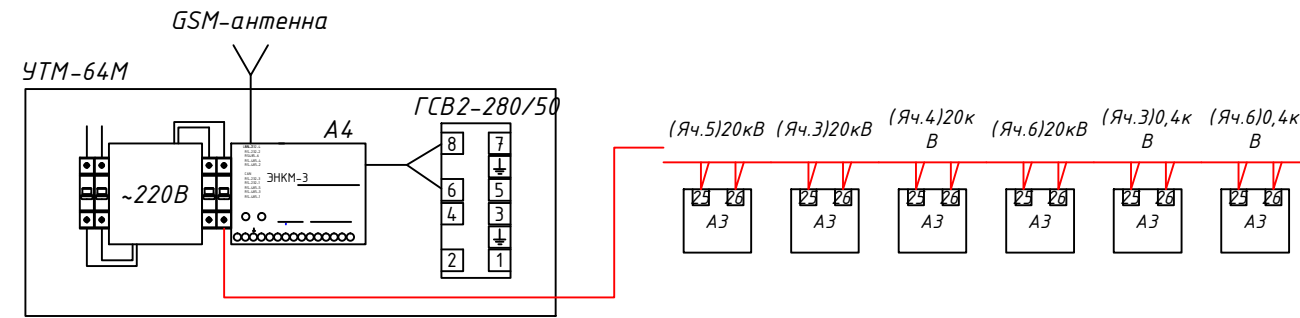 GSM-антенна
УТМ-64М
ГСВ2-280/50
А4
ЭНКМ-3
~220В
8 7
6 5
4 3
2 1
(Яч.5)20кВ
(Яч.3)20кВ
(Яч.4)20к
В
(Яч.6)20кВ
(Яч.3)0,4к
В
(Яч.6)0,4к
В
25 26
А3
25 26
А3
25 26
А3
25 26
А3
25 26
А3
25 26
А3